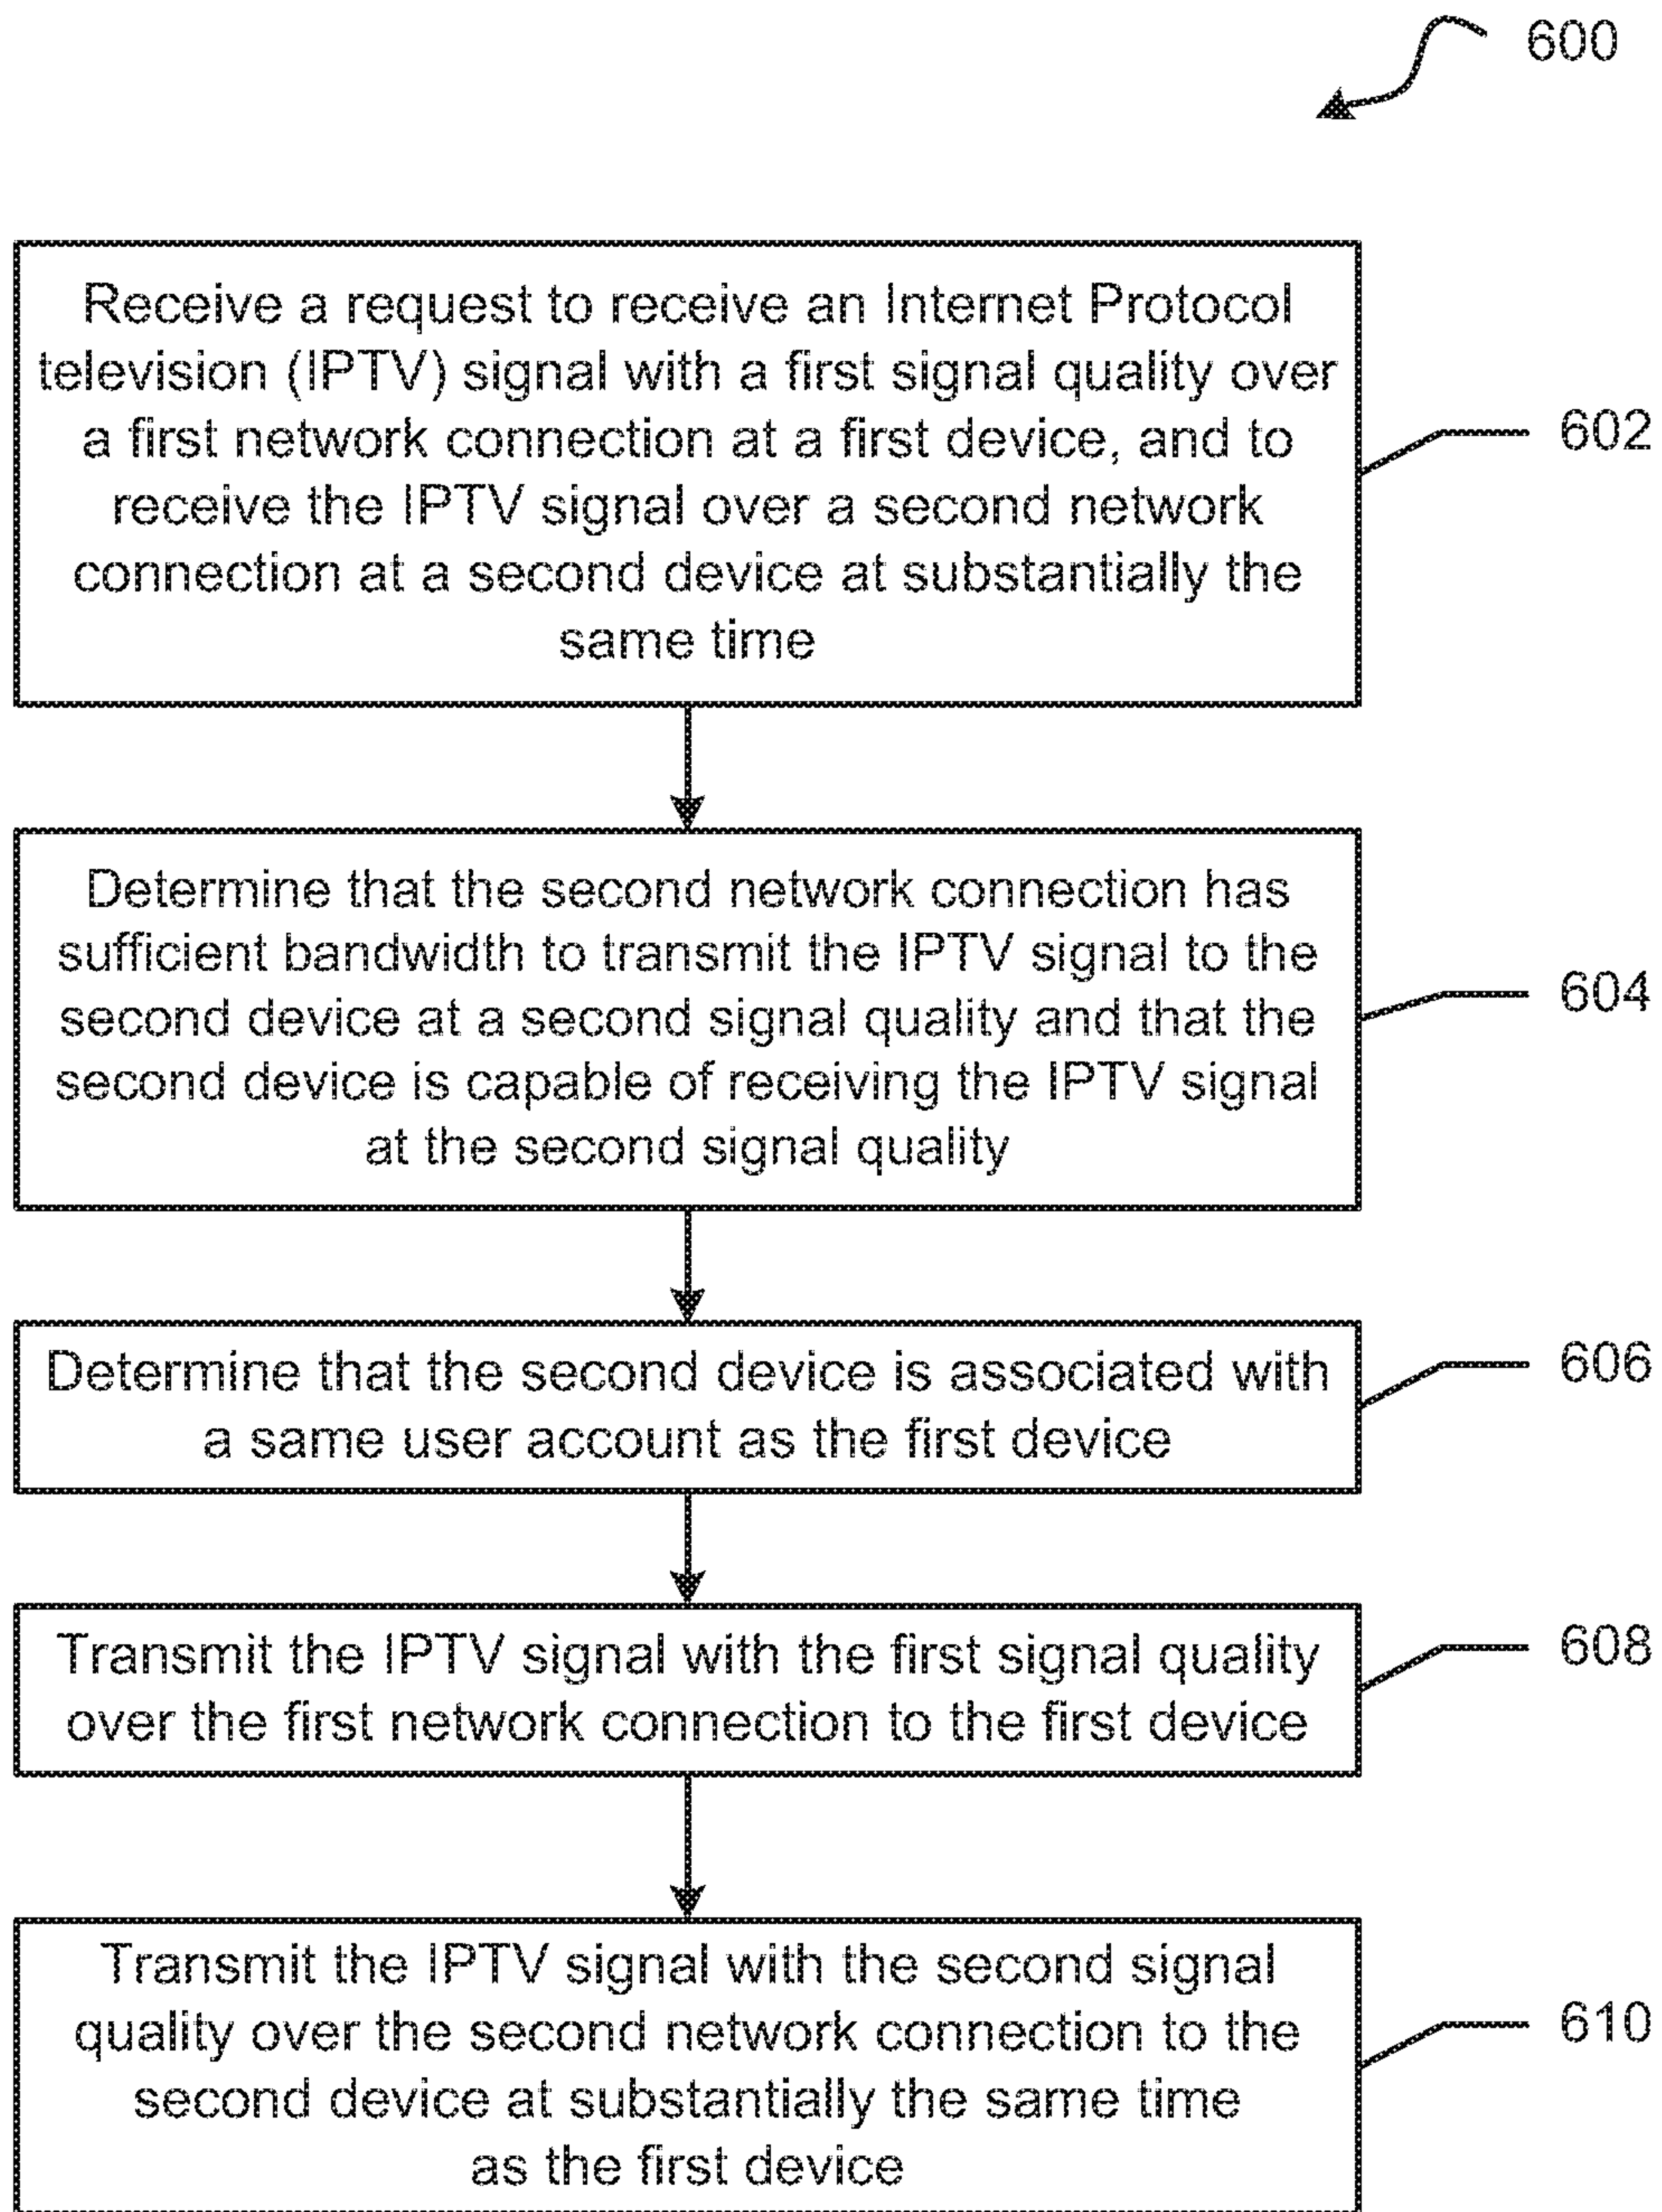 600
Receive a request to receive an Internet Protocol
television (IPTV) signal with a first signal quality over
a first network connection at a first device, and to
receive the IPTV signal over a second network
connection at a second device at substantially the
same time
602
Determine that the second network connection has
sufficient bandwidth to transmit the IPTV signal to the
second device at a second signal quality and that the
second device is capable of receiving the IPTV signal
at the second signal quality
604
Determine that the second device is associated with
a same user account as the first device
606
Transmit the IPTV signal with the first signal quality
over the first network connection to the first device
608
Transmit the IPTV signal with the second signal
quality over the second network connection to the
second device at substantially the same time
as the first device
610